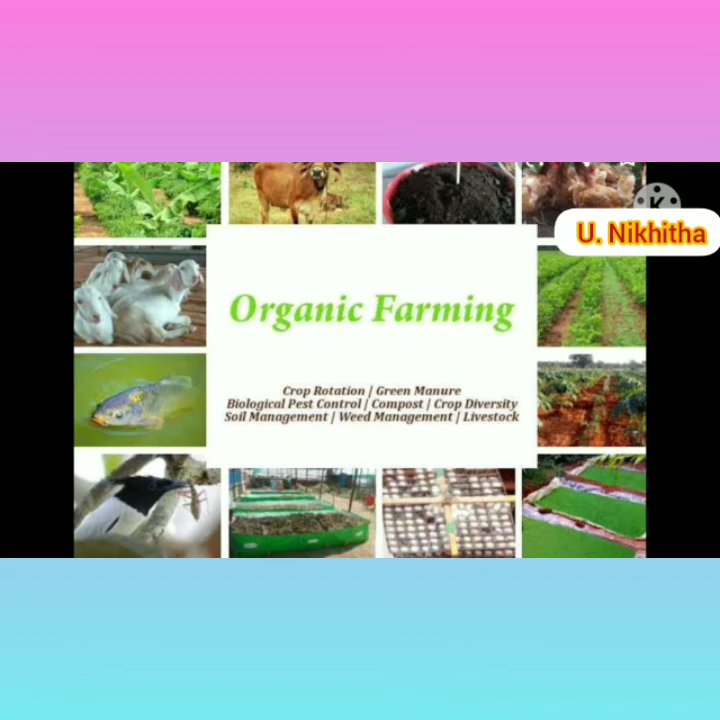 U. Nikhitha
Organic Farming
Crop Rotation | Green Manure
Biological Pest Control | Compost | Crop Diversity
Soil Management | Weed Management | Livestock